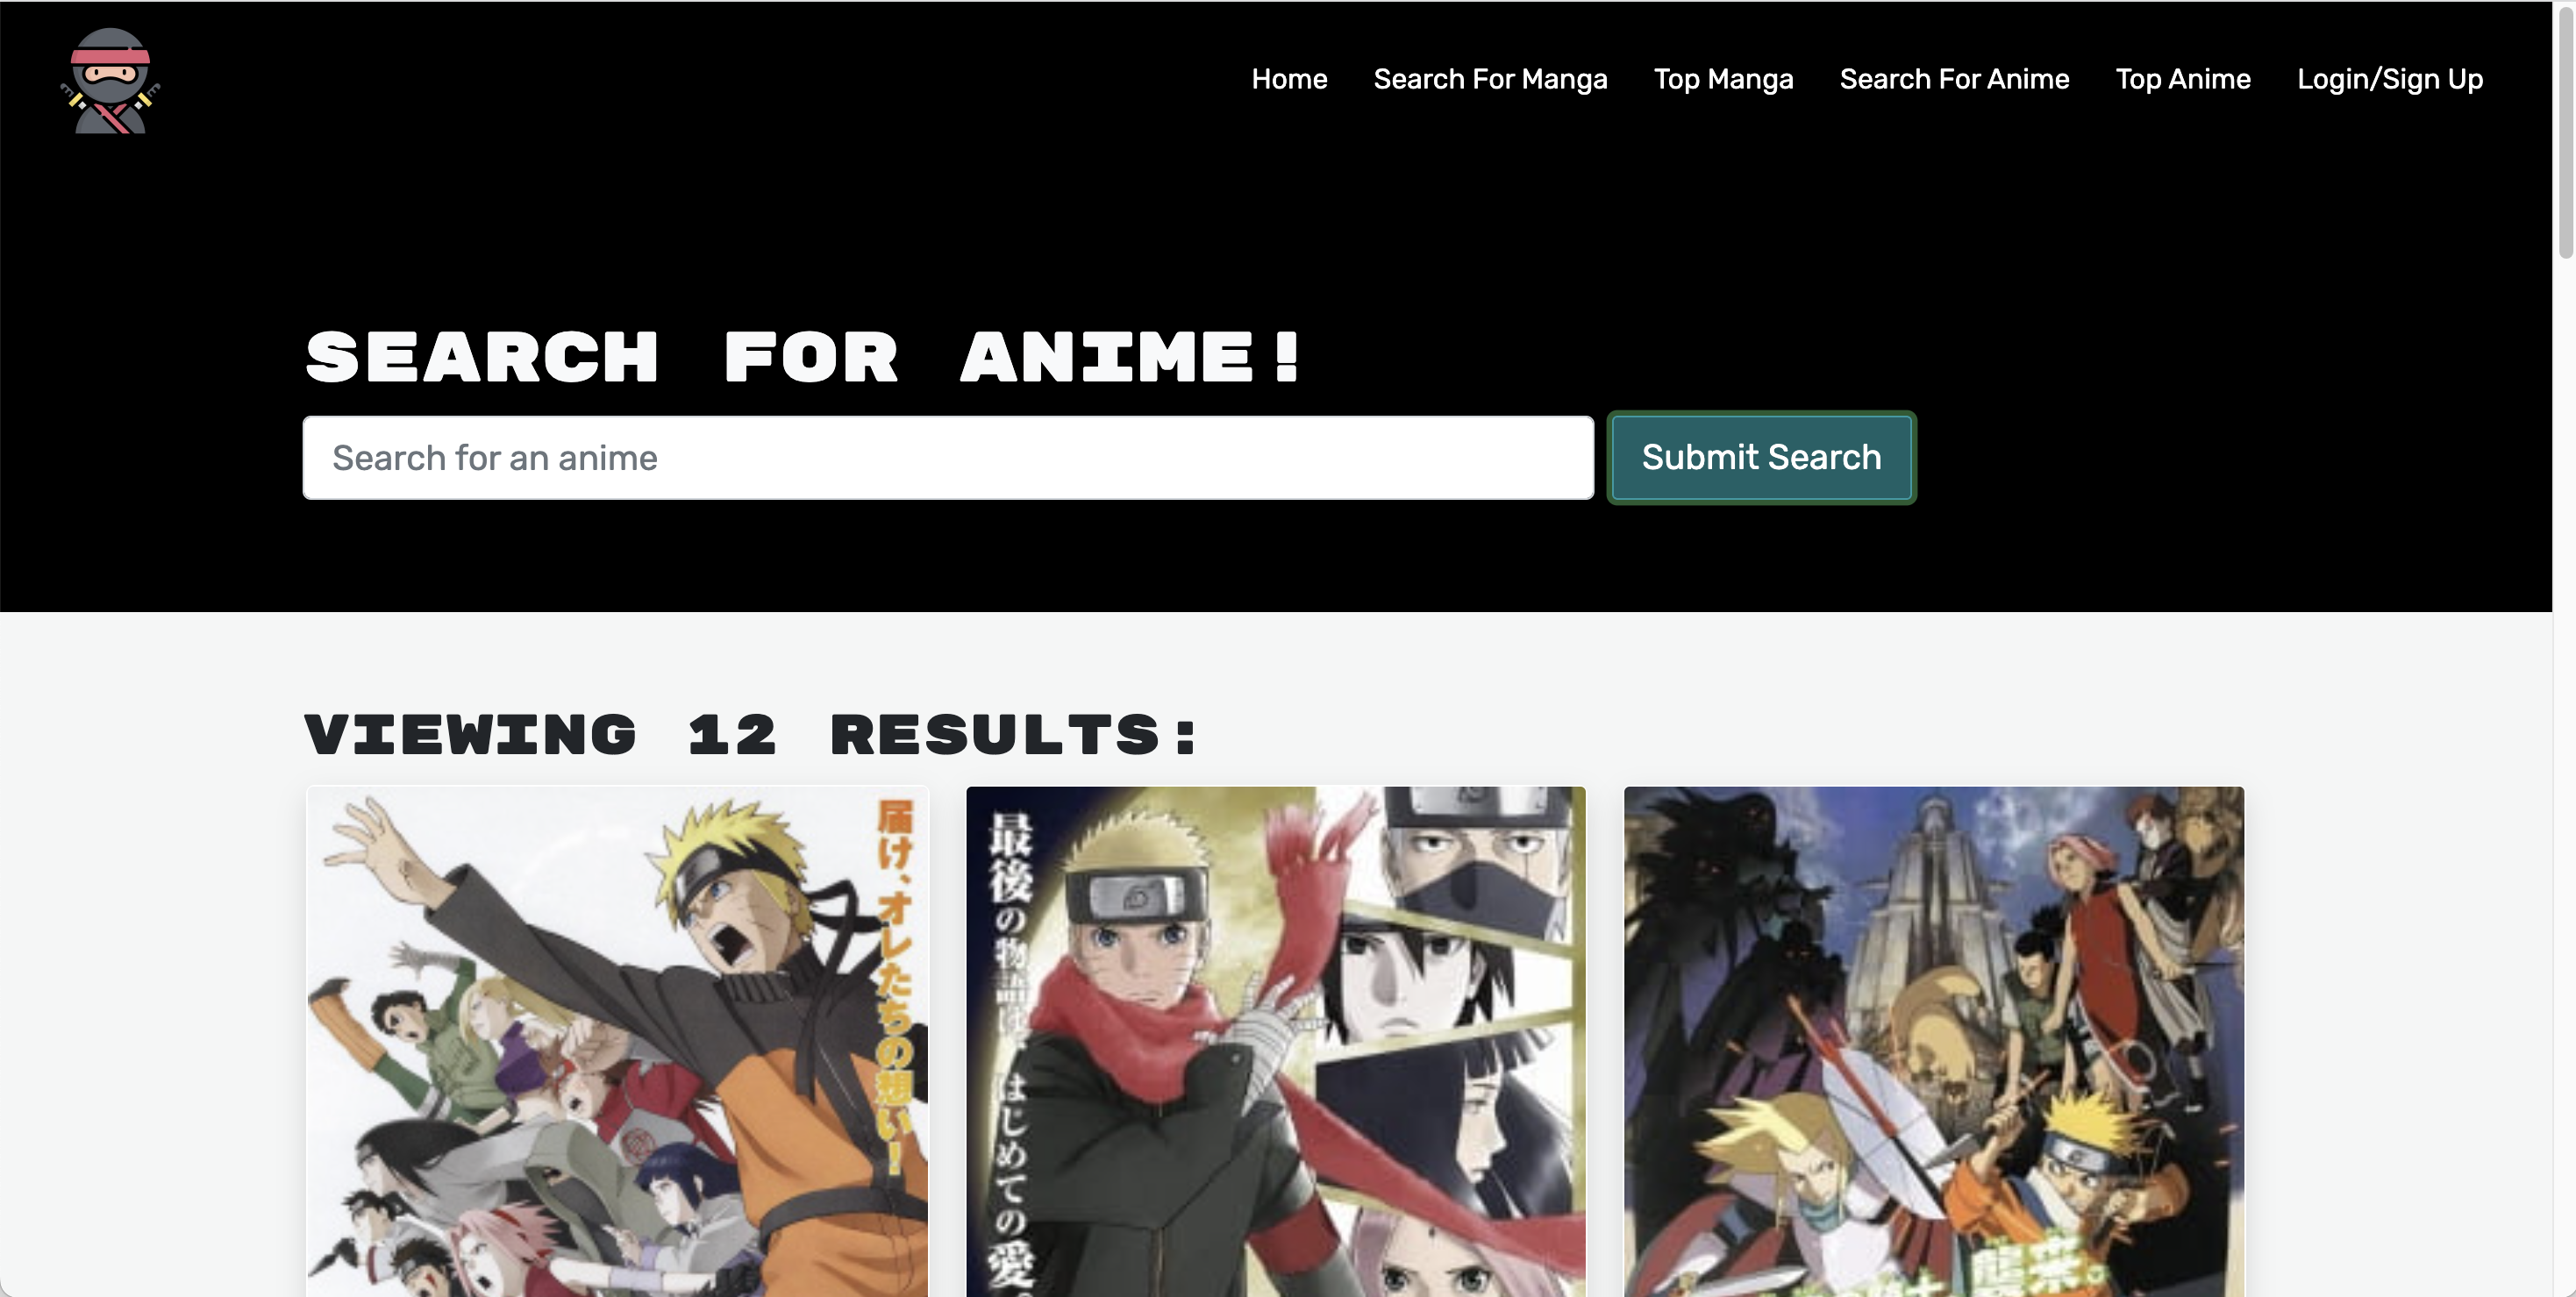 Home Search For Manga Top Manga Search For Anime Top Anime Login/Sign Up
SEARCH FOR ANIME!
Search for an anime
Submit Search
VIEWING 12 RESULTS:
届け、オレたちの想い!
最後の物語は、はじめての愛。
襲来。